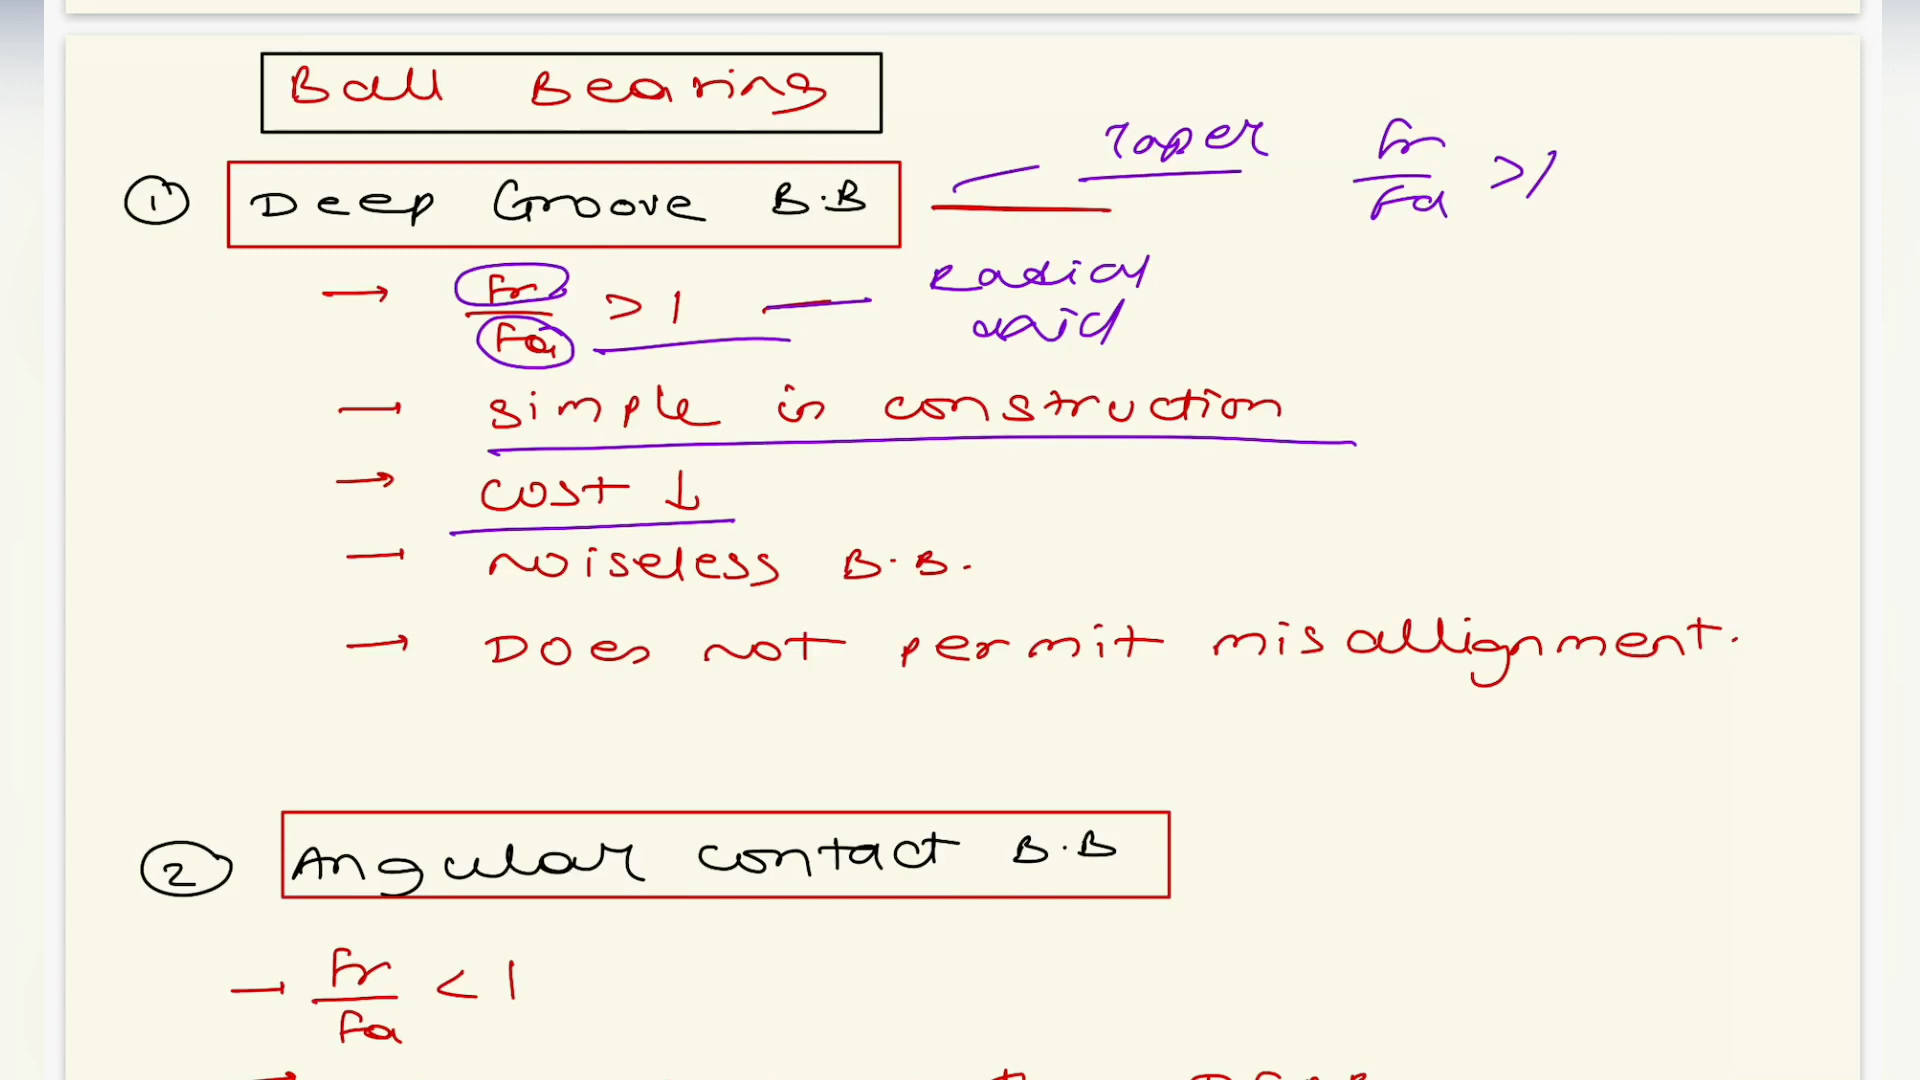 Ball Bearing
① Deep Groove B.B — Taper Fr/Fa >1
→ Fr/Fa > 1 — Radial
axial
— simple in construction
→ cost ↓
— Noiseless B.B.
→ Does not permit misallignment.
② Angular contact B.B
— Fr/Fa < 1